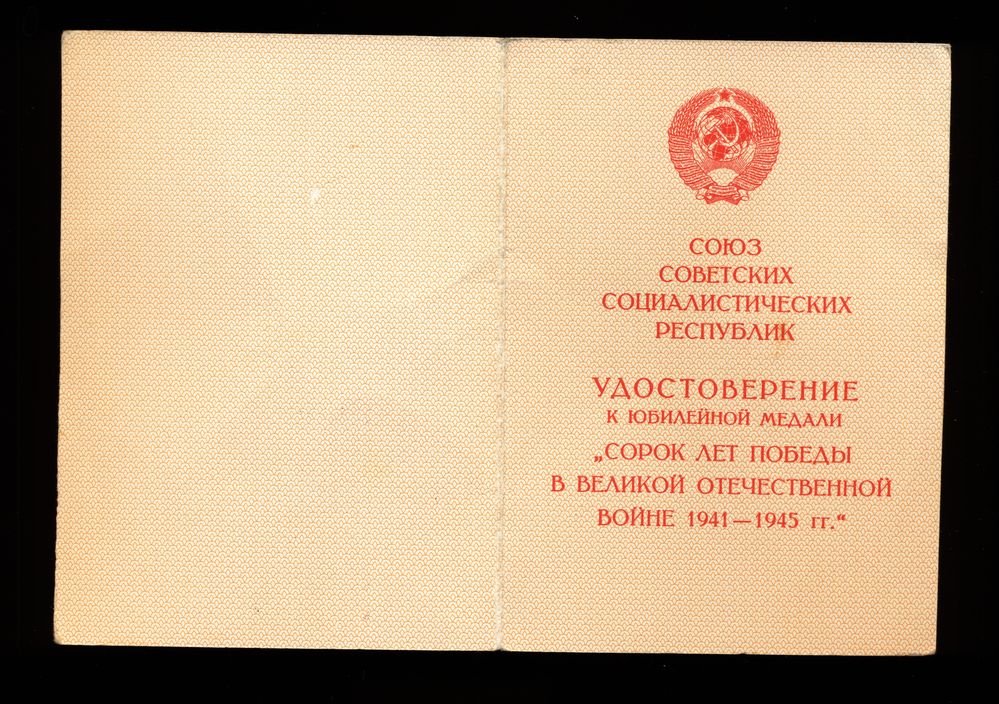 СОЮЗ
СОВЕТСКИХ
СОЦИАЛИСТИЧЕСКИХ
РЕСПУБЛИК
УДОСТОВЕРЕНИЕ
К ЮБИЛЕЙНОЙ МЕДАЛИ
„СОРОК ЛЕТ ПОБЕДЫ
В ВЕЛИКОЙ ОТЕЧЕСТВЕННОЙ
ВОЙНЕ 1941—1945 гг.“